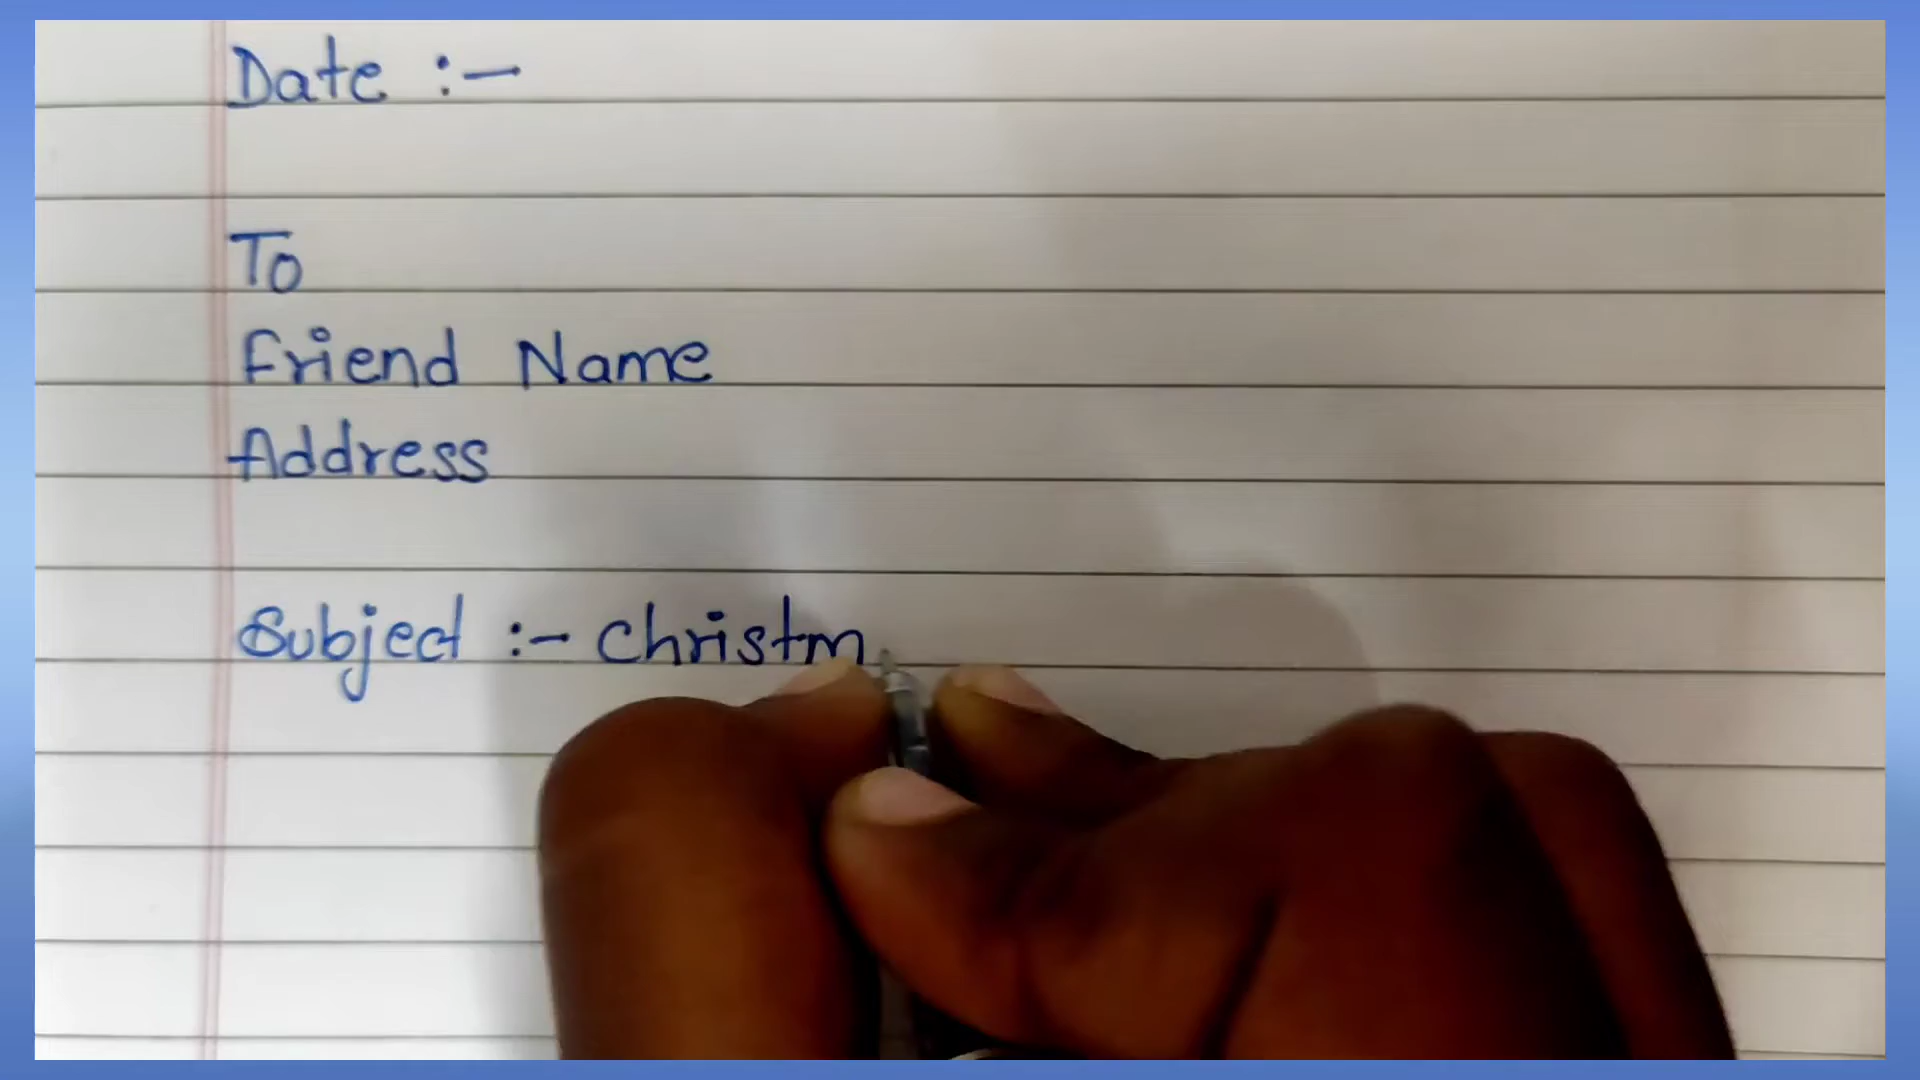 Date :-
To
Friend Name
Address
Subject :- Christm